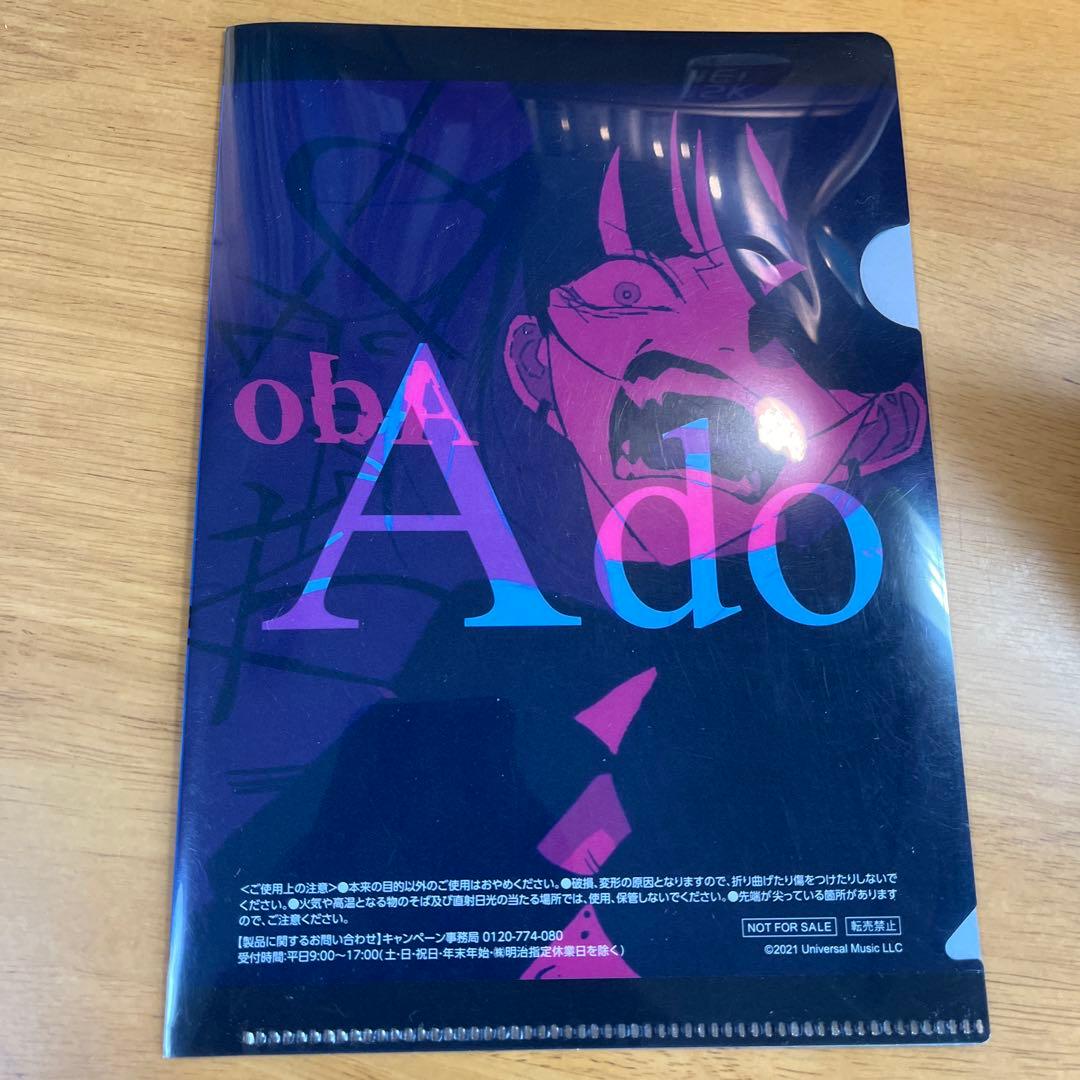 Ado
Ado
<ご使用上の注意>●本来の目的以外のご使用はおやめください。●破損、変形の原因となりますので、折り曲げたり傷をつけたりしないで
ください。●火気や高温となる物のそば及び直射日光の当たる場所では、使用、保管しないでください。●先端が尖っている箇所があります
ので、ご注意ください。
【製品に関するお問い合わせ】キャンペーン事務局 0120-774-080
受付時間:平日9:00〜17:00(土・日・祝日・年末年始・㈱明治指定休業日を除く)
NOT FOR SALE
転売禁止
©2021 Universal Music LLC